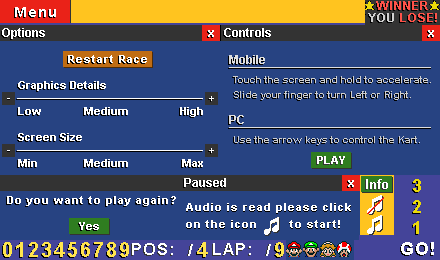 Menu
WINNER
YOU LOSE!
Options
x
Controls
x
Restart Race
Graphics Details
- +
Low Medium High
Screen Size
- +
Min Medium Max
Mobile
Touch the screen and hold to accelerate.
Slide your finger to turn Left or Right.
PC
Use the arrow keys to control the Kart.
PLAY
Paused
x
Do you want to play again?
Yes
Audio is ready please click
on the icon to start!
Info
3
2
1
GO!
0123456789POS: /4LAP: /9